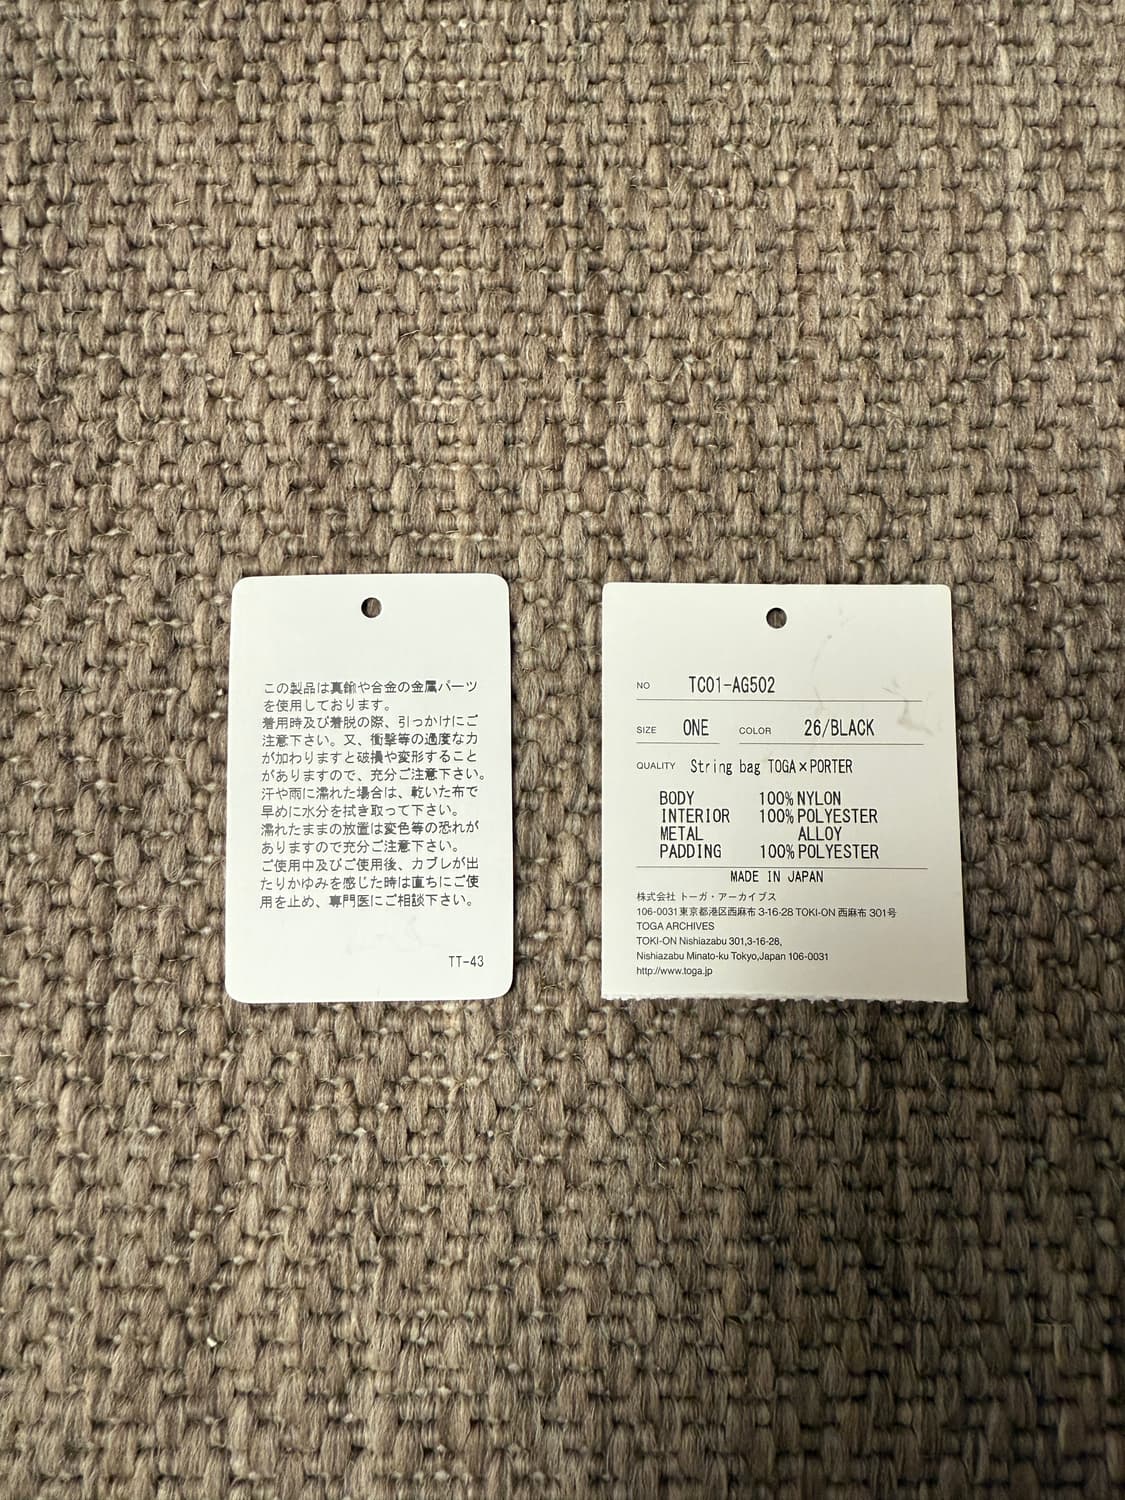 この製品は真鍮や合金の金属パーツ
を使用しております。
着用時及び着脱の際、引っかけにご
注意下さい。又、衝撃等の過度な力
が加わりますと破損や変形すること
がありますので、充分ご注意下さい。
汗や雨に濡れた場合は、乾いた布で
早めに水分を拭き取って下さい。
濡れたままの放置は変色等の恐れが
ありますので充分ご注意下さい。
ご使用中及びご使用後、カブレが出
たりかゆみを感じた時は直ちにご使
用を止め、専門医にご相談下さい。
TT-43
NO TC01-AG502
SIZE ONE COLOR 26/BLACK
QUALITY String bag TOGA×PORTER
BODY 100% NYLON
INTERIOR 100% POLYESTER
METAL ALLOY
PADDING 100% POLYESTER
MADE IN JAPAN
株式会社 トーガ・アーカイブス
106-0031東京都港区西麻布 3-16-28 TOKI-ON 西麻布 301号
TOGA ARCHIVES
TOKI-ON Nishiazabu 301,3-16-28,
Nishiazabu Minato-ku Tokyo,Japan 106-0031
http://www.toga.jp